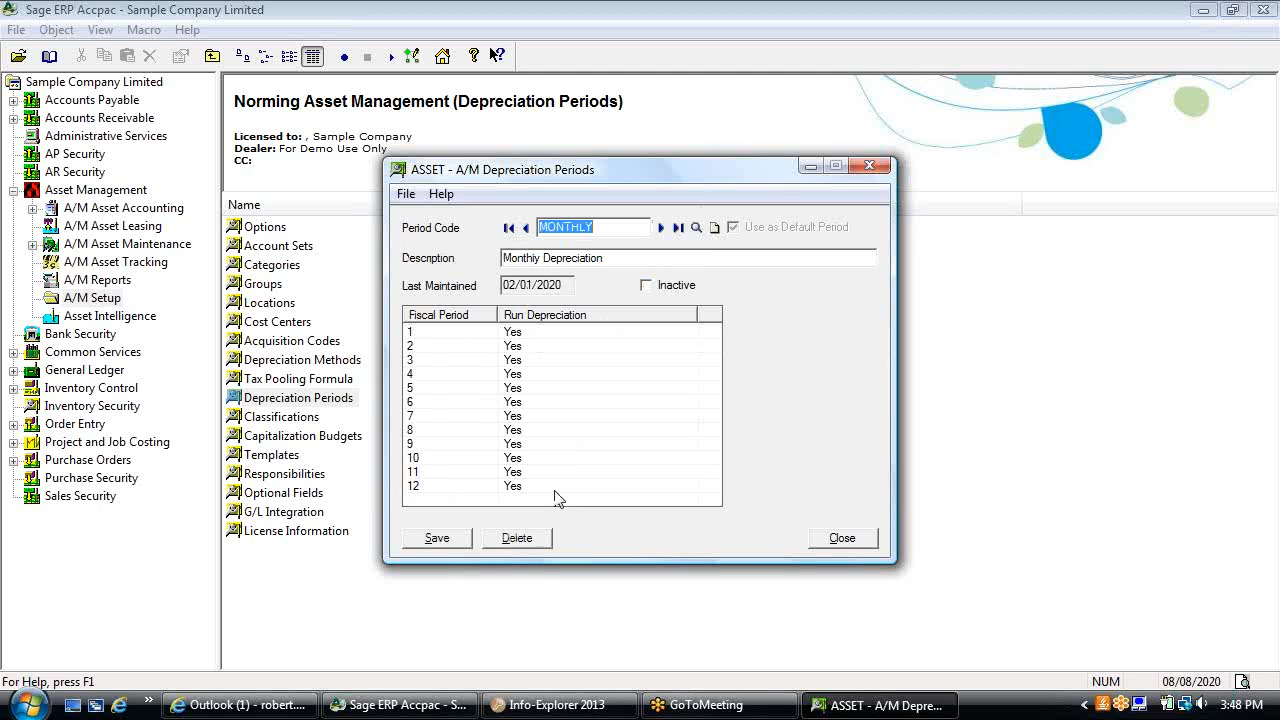 Sage ERP Accpac - Sample Company Limited
File Object View Macro Help
Sample Company Limited
Accounts Payable
Accounts Receivable
Administrative Services
AP Security
AR Security
Asset Management
A/M Asset Accounting
A/M Asset Leasing
A/M Asset Maintenance
A/M Asset Tracking
A/M Reports
A/M Setup
Asset Intelligence
Bank Security
Common Services
General Ledger
Inventory Control
Inventory Security
Order Entry
Project and Job Costing
Purchase Orders
Purchase Security
Sales Security
Norming Asset Management (Depreciation Periods)
Licensed to: , Sample Company
Dealer: For Demo Use Only
CC:
Name
Options
Account Sets
Categories
Groups
Locations
Cost Centers
Acquisition Codes
Depreciation Methods
Tax Pooling Formula
Depreciation Periods
Classifications
Capitalization Budgets
Templates
Responsibilities
Optional Fields
G/L Integration
License Information
ASSET - A/M Depreciation Periods
File Help
Period Code MONTHLY Use as Default Period
Description Monthly Depreciation
Last Maintained 02/01/2020 Inactive
Fiscal Period Run Depreciation
1 Yes
2 Yes
3 Yes
4 Yes
5 Yes
6 Yes
7 Yes
8 Yes
9 Yes
10 Yes
11 Yes
12 Yes
Save Delete Close
For Help, press F1 NUM 08/08/2020
Outlook (1) - robert.... Sage ERP Accpac - S... Info-Explorer 2013 GoToMeeting ASSET - A/M Depre... 3:48 PM